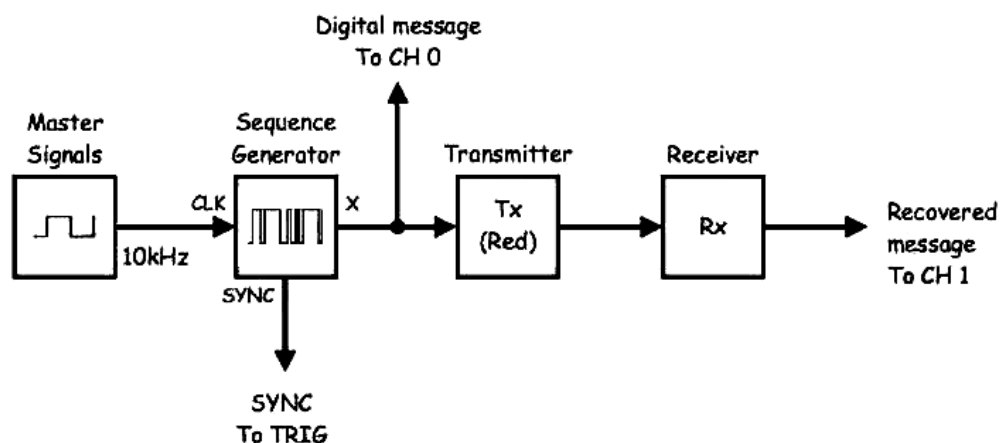 Digital message
To CH 0
Master
Signals
Sequence
Generator
Transmitter
Receiver
CLK
X
Tx
(Red)
Rx
10kHz
SYNC
Recovered
message
To CH 1
SYNC
To TRIG